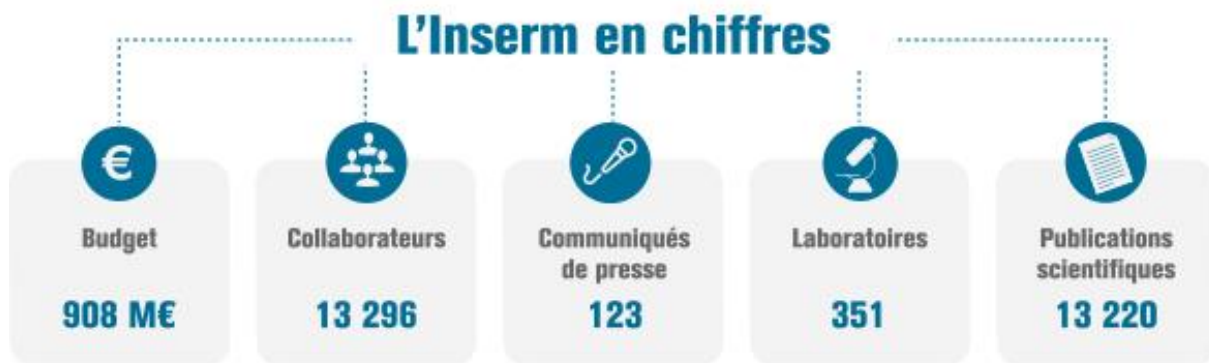 L'Inserm en chiffres
€
Budget
908 M€
Collaborateurs
13 296
Communiqués
de presse
123
Laboratoires
351
Publications
scientifiques
13 220